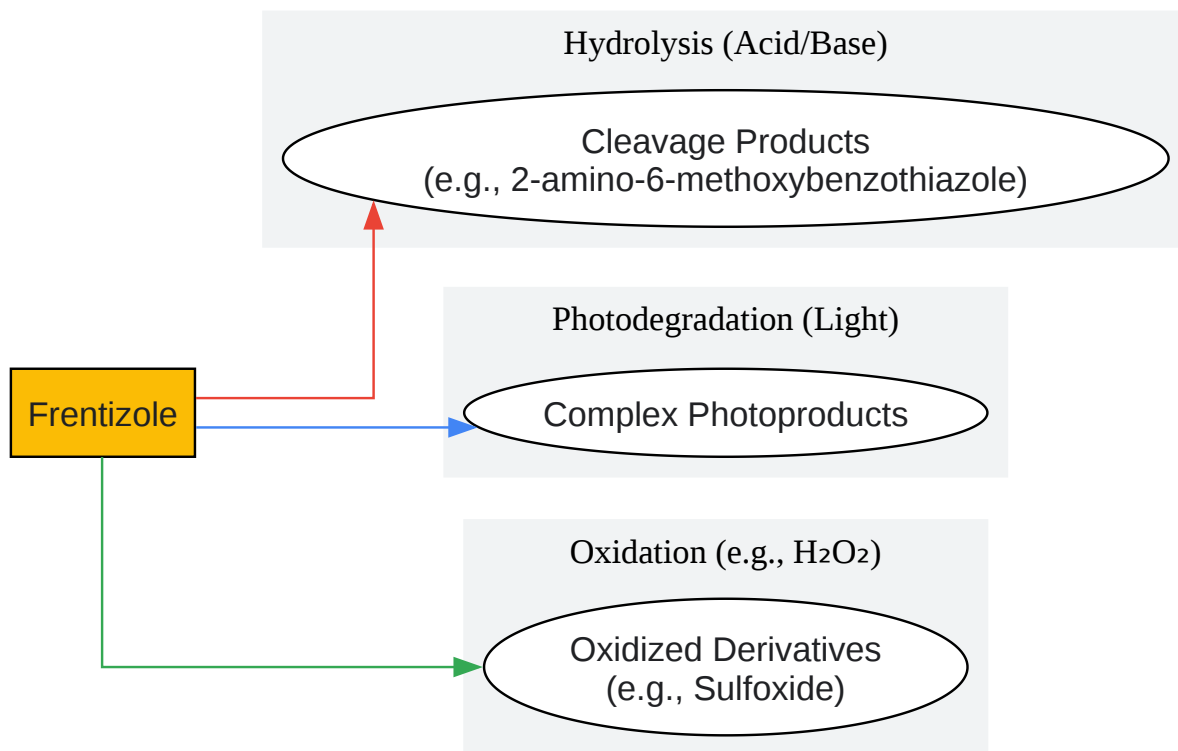 Hydrolysis (Acid/Base)
Cleavage Products
(e.g., 2-amino-6-methoxybenzothiazole)
Photodegradation (Light)
Frentizole
Complex Photoproducts
Oxidation (e.g., H₂O₂)
Oxidized Derivatives
(e.g., Sulfoxide)